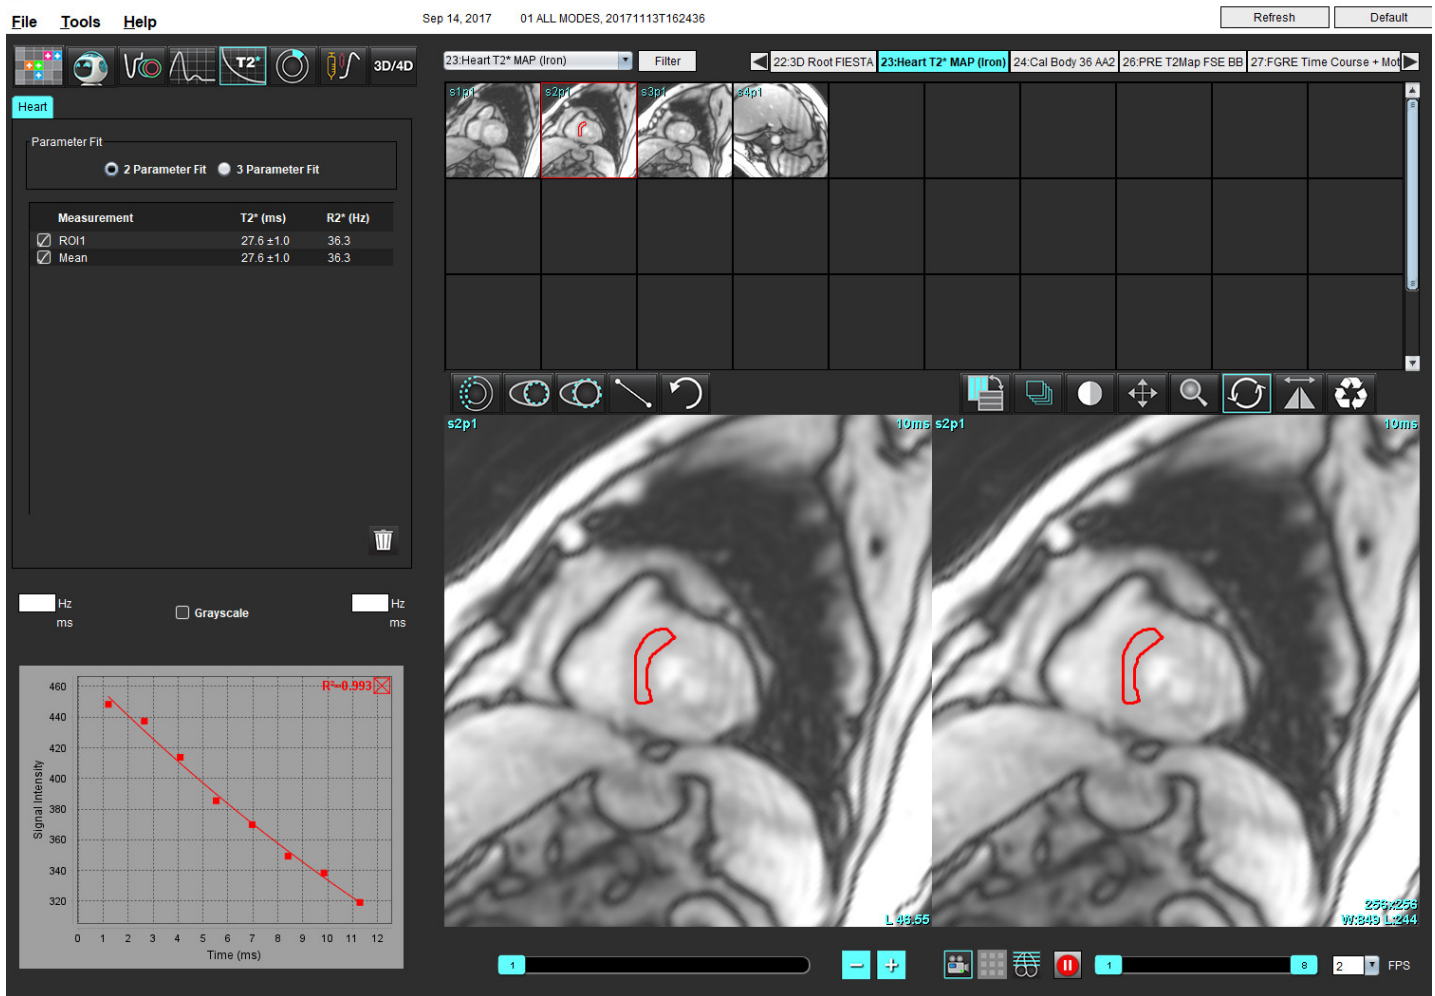 File Tools Help
Sep 14, 2017 01 ALL MODES, 20171113T162436
Refresh Default
T2* 3D/4D
23:Heart T2* MAP (Iron) Filter
22:3D Root FIESTA 23:Heart T2* MAP (Iron) 24:Cal Body 36 AA2 26:PRE T2Map FSE BB 27:FGRE Time Course + Mot
Heart
s1p1 s2p1 s3p1 s4p1
Parameter Fit
2 Parameter Fit 3 Parameter Fit
Measurement T2* (ms) R2* (Hz)
ROI1 27.6 ±1.0 36.3
Mean 27.6 ±1.0 36.3
Hz Hz
ms ms
Grayscale
s2p1 10ms
s2p1 10ms
L 46.55
256x256
W:849 L:244
R²=0.993
Signal Intensity
460
440
420
400
380
360
340
320
0 1 2 3 4 5 6 7 8 9 10 11 12
Time (ms)
1
− +
1 8
2 FPS